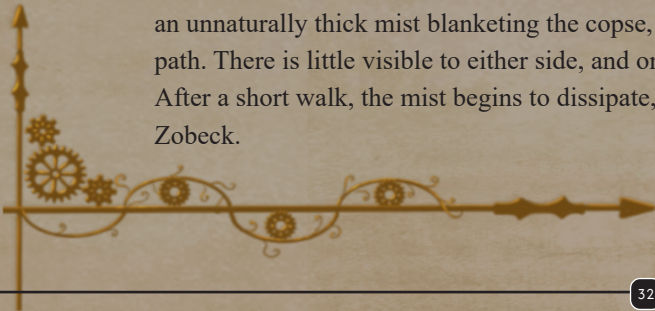 an unnaturally thick mist blanketing the copse,
path. There is little visible to either side, and
After a short walk, the mist begins to dissipate,
Zobeck.
32